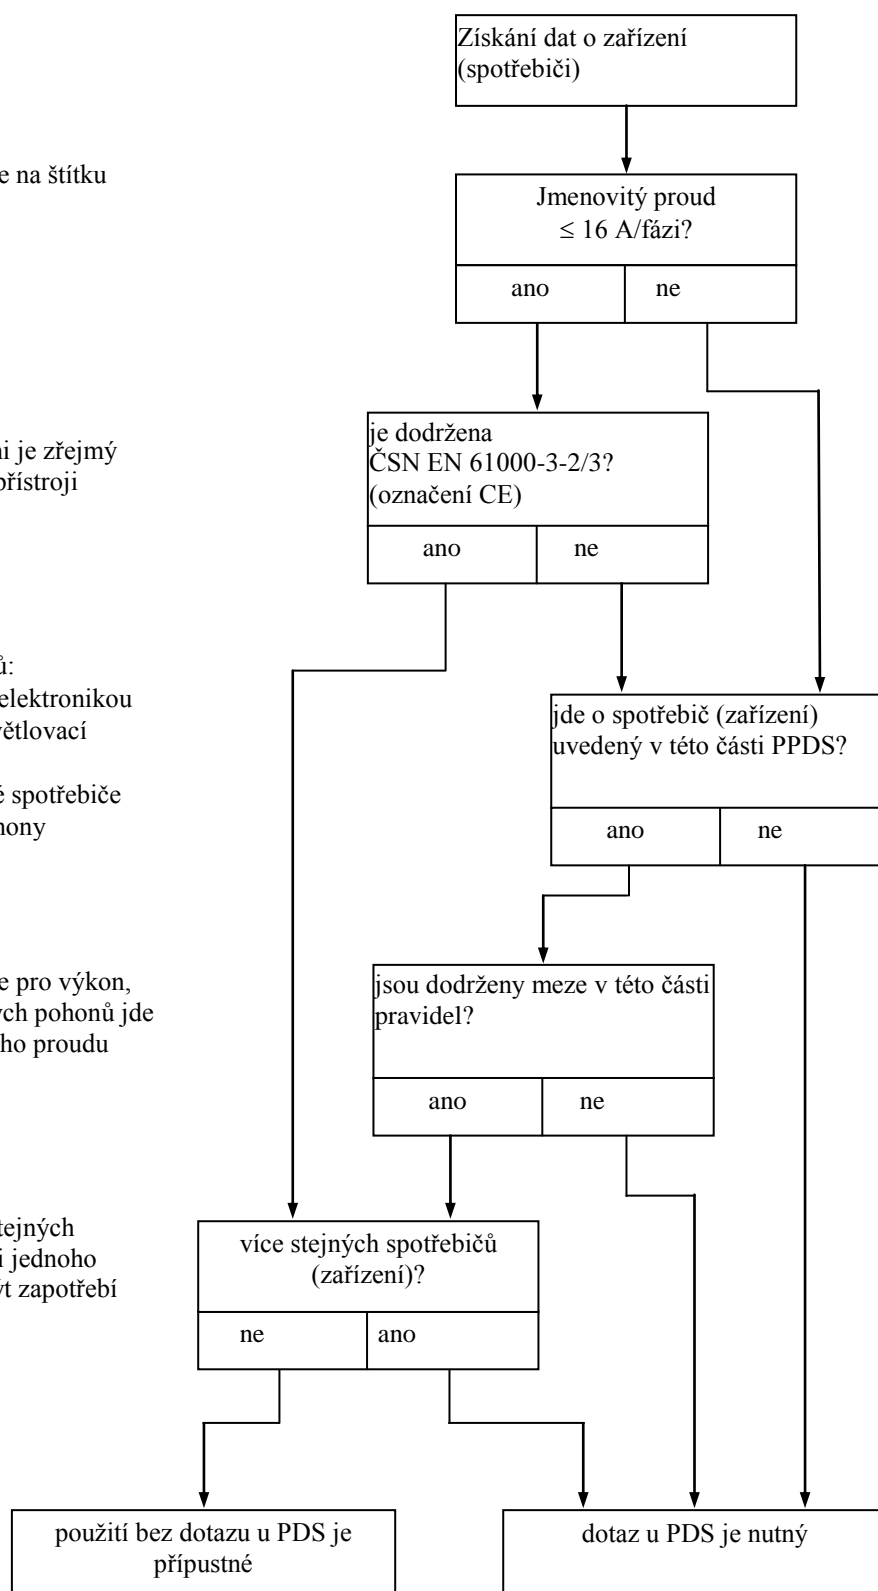 Získání dat o zařízení
(spotřebiči)
e na štítku
Jmenovitý proud
≤ 16 A/fázi?
ano ne
je dodržena
ČSN EN 61000-3-2/3?
(označení CE)
ni je zřejmý
přístroji
ano ne
ů:
elektronikou
větlovací
é spotřebiče
hony
jde o spotřebič (zařízení)
uvedený v této části PPDS?
ano ne
e pro výkon,
ých pohonů jde
ho proudu
jsou dodrženy meze v této části
pravidel?
ano ne
tejných
i jednoho
ýt zapotřebí
více stejných spotřebičů
(zařízení)?
ne ano
použití bez dotazu u PDS je
přípustné
dotaz u PDS je nutný